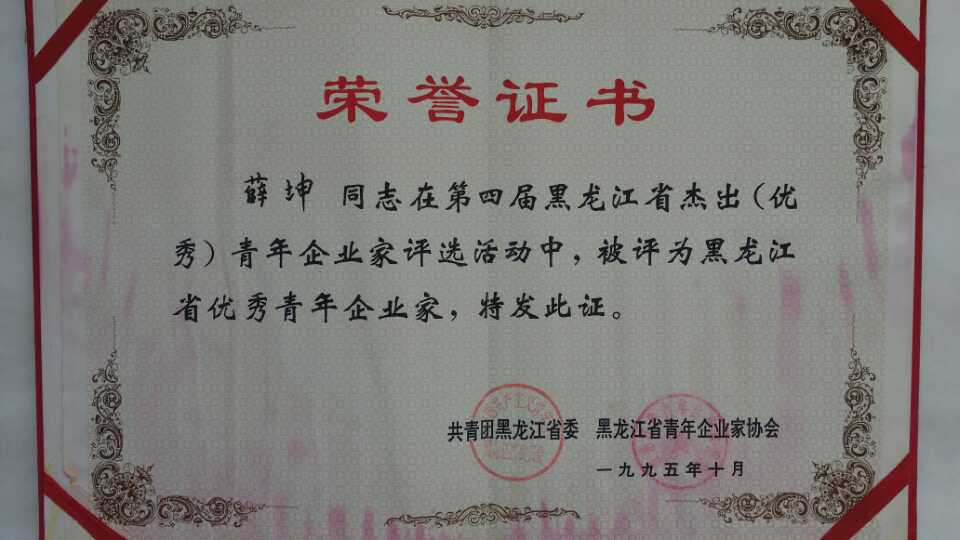 荣誉证书
薛坤 同志在第四届黑龙江省杰出(优
秀)青年企业家评选活动中,被评为黑龙江
省优秀青年企业家,特发此证。
共青团黑龙江省委 黑龙江省青年企业家协会
一九九五年十月